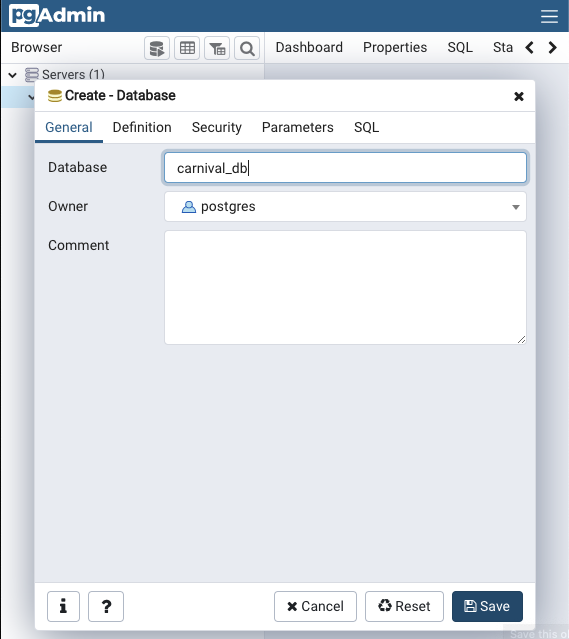 pgAdmin
Browser
Dashboard Properties SQL Sta
Servers (1)
Create - Database
General Definition Security Parameters SQL
Database carnival_db
Owner postgres
Comment
i ? Cancel Reset Save
Save this o